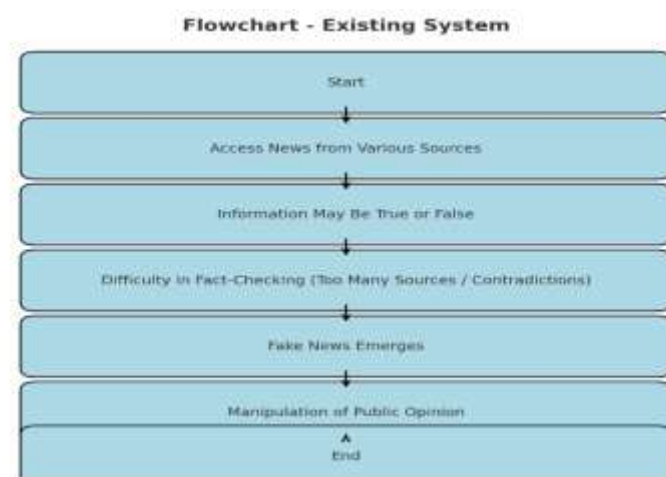 Flowchart - Existing System
Start
Access News from Various Sources
Information May Be True or False
Difficulty in Fact-Checking (Too Many Sources / Contradictions)
Fake News Emerges
Manipulation of Public Opinion
End